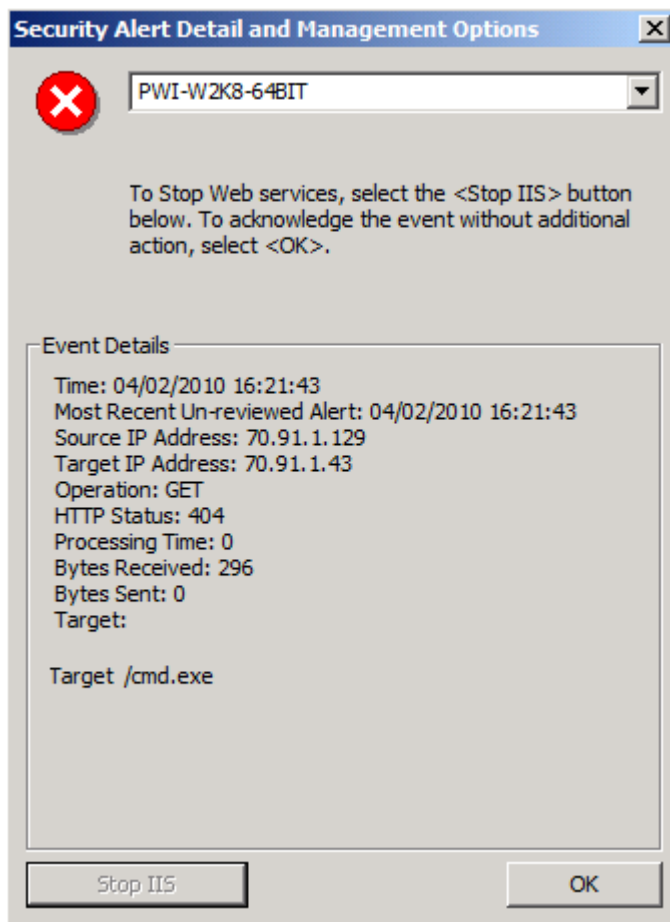 Security Alert Detail and Management Options
PWI-W2K8-64BIT
To Stop Web services, select the <Stop IIS> button
below. To acknowledge the event without additional
action, select <OK>.
Event Details
Time: 04/02/2010 16:21:43
Most Recent Un-reviewed Alert: 04/02/2010 16:21:43
Source IP Address: 70.91.1.129
Target IP Address: 70.91.1.43
Operation: GET
HTTP Status: 404
Processing Time: 0
Bytes Received: 296
Bytes Sent: 0
Target:
Target /cmd.exe
Stop IIS
OK